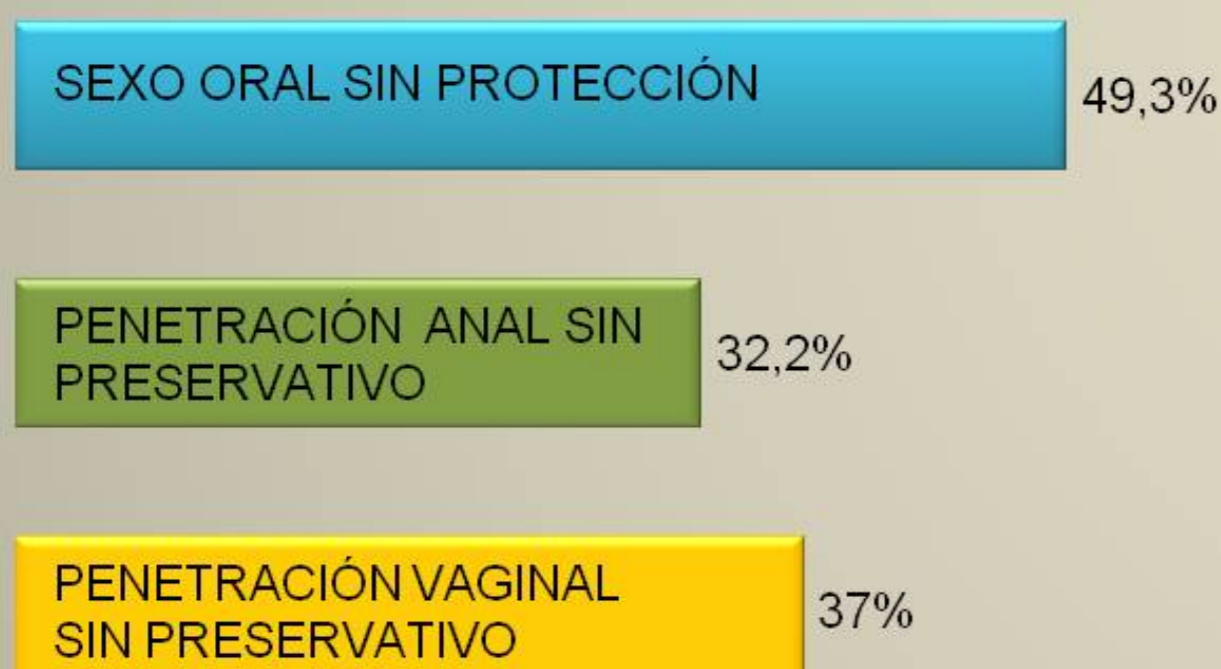 SEXO ORAL SIN PROTECCIÓN
49,3%
PENETRACIÓN ANAL SIN
PRESERVATIVO
32,2%
PENETRACIÓN VAGINAL
SIN PRESERVATIVO
37%